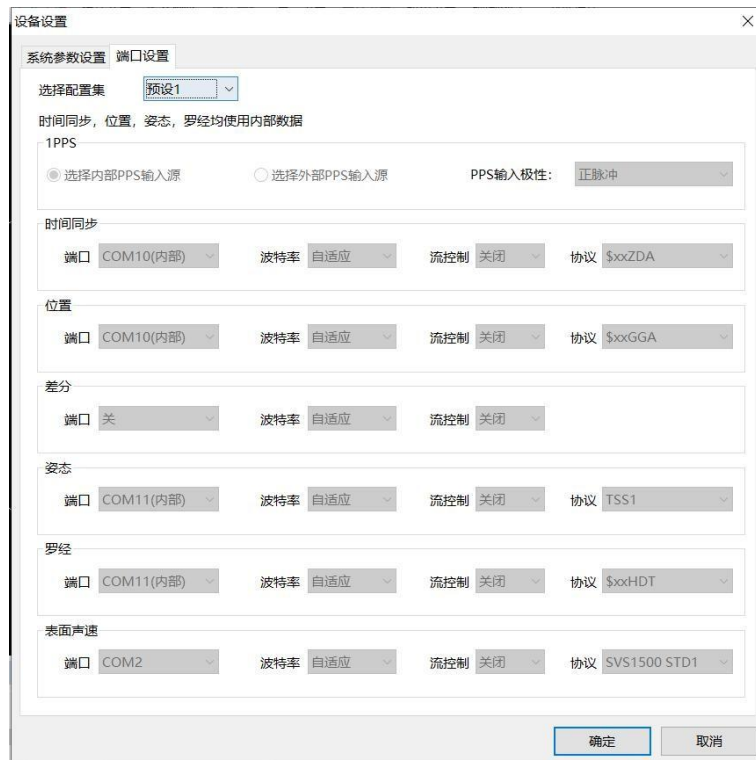 设备设置
系统参数设置 端口设置
选择配置集 预设1
时间同步，位置，姿态，罗经均使用内部数据
1PPS
选择内部PPS输入源 选择外部PPS输入源 PPS输入极性： 正脉冲
时间同步
端口 COM10(内部) 波特率 自适应 流控制 关闭 协议 $xxZDA
位置
端口 COM10(内部) 波特率 自适应 流控制 关闭 协议 $xxGGA
差分
端口 关 波特率 自适应 流控制 关闭
姿态
端口 COM11(内部) 波特率 自适应 流控制 关闭 协议 TSS1
罗经
端口 COM11(内部) 波特率 自适应 流控制 关闭 协议 $xxHDT
表面声速
端口 COM2 波特率 自适应 流控制 关闭 协议 SVS1500 STD1
确定 取消